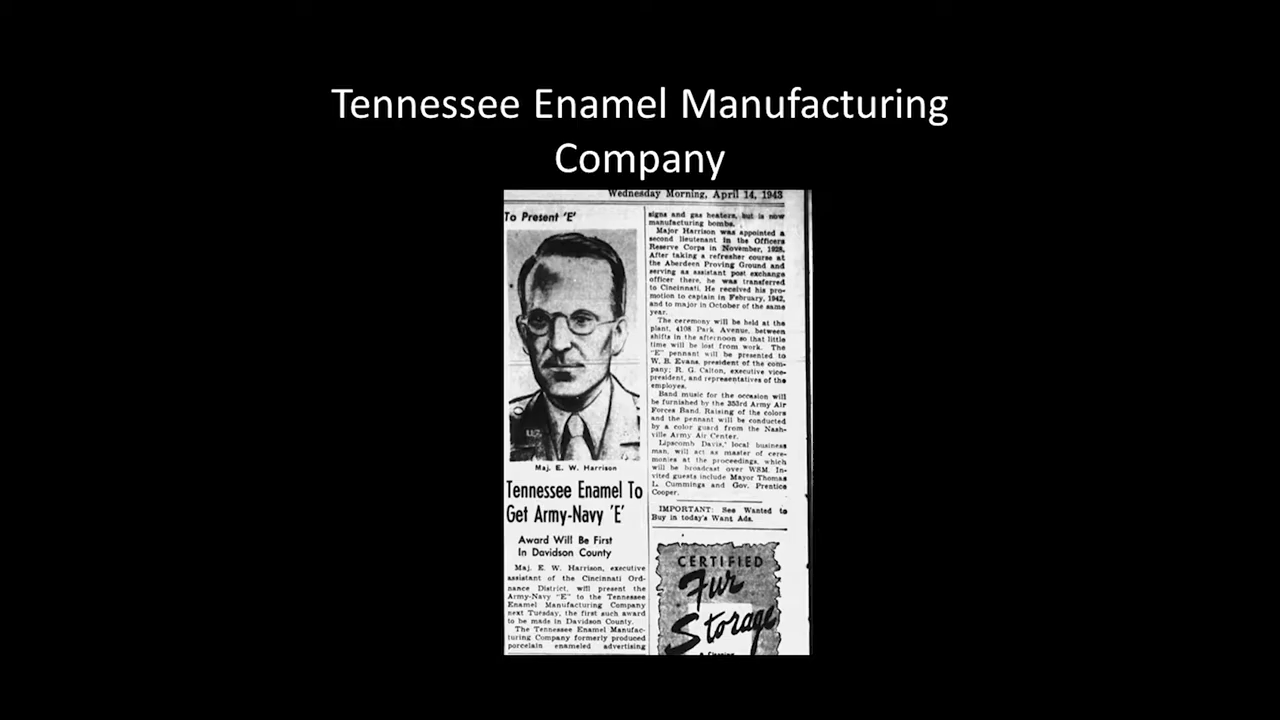 Tennessee Enamel Manufacturing
Company
Wednesday Morning, April 14, 1943
To Present 'E'
Maj. E. W. Harrison
Tennessee Enamel To
Get Army-Navy 'E'
Award Will Be First
In Davidson County
Maj. E. W. Harrison, executive
assistant of the Cincinnati Ord-
nance District, will present the
Army-Navy "E" to the Tennessee
Enamel Manufacturing Company
next Tuesday, the first such award
to be made in Davidson County.
The Tennessee Enamel Manufac-
turing Company formerly produced
porcelain enameled advertising
signs and gas heaters, but is now
manufacturing bombs.
Major Harrison was appointed a
second lieutenant in the Officers
Reserve Corps in November, 1928.
After taking a refresher course at
the Aberdeen Proving Ground and
serving as assistant post exchange
officer there, he was transferred
to Cincinnati. He received his pro-
motion to captain in February, 1942,
and to major in October of the same
year.
The ceremony will be held at the
plant, 4108 Park Avenue, between
shifts in the afternoon so that little
time will be lost from work. The
"E" pennant will be presented to
W. B. Evans, president of the com-
pany; R. G. Calton, executive vice-
president, and representatives of the
employes.
Band music for the occasion will
be furnished by the 353rd Army Air
Forces Band. Raising of the colors
and the pennant will be conducted
by a color guard from the Nash-
ville Army Air Center.
Lipscomb Davis, local business
man, will act as master of cere-
monies at the proceedings, which
will be broadcast over WSM. In-
vited guests include Mayor Thomas
L. Cummings and Gov. Prentice
Cooper.
IMPORTANT: See Wanted to
Buy in today's Want Ads.
CERTIFIED
Fur
Storage